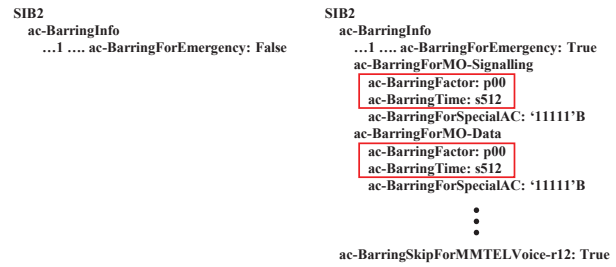 SIB2
ac-BarringInfo
…1 …. ac-BarringForEmergency: False
SIB2
ac-BarringInfo
…1 …. ac-BarringForEmergency: True
ac-BarringForMO-Signalling
ac-BarringFactor: p00
ac-BarringTime: s512
ac-BarringForSpecialAC: ‘11111’B
ac-BarringForMO-Data
ac-BarringFactor: p00
ac-BarringTime: s512
ac-BarringForSpecialAC: ‘11111’B
ac-BarringSkipForMMTELVoice-r12: True